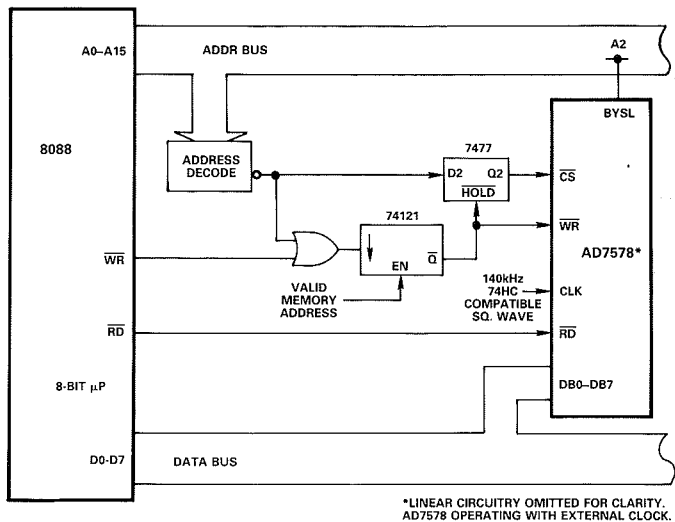 A0–A15
ADDR BUS
A2
BYSL
8088
ADDRESS
DECODE
7477
D2 Q2
HOLD
CS
74121
WR
AD7578*
WR
EN
Q
140kHz
74HC
COMPATIBLE
SQ. WAVE
CLK
VALID
MEMORY
ADDRESS
RD
RD
8-BIT µP
DB0–DB7
D0-D7
DATA BUS
*LINEAR CIRCUITRY OMITTED FOR CLARITY.
AD7578 OPERATING WITH EXTERNAL CLOCK.